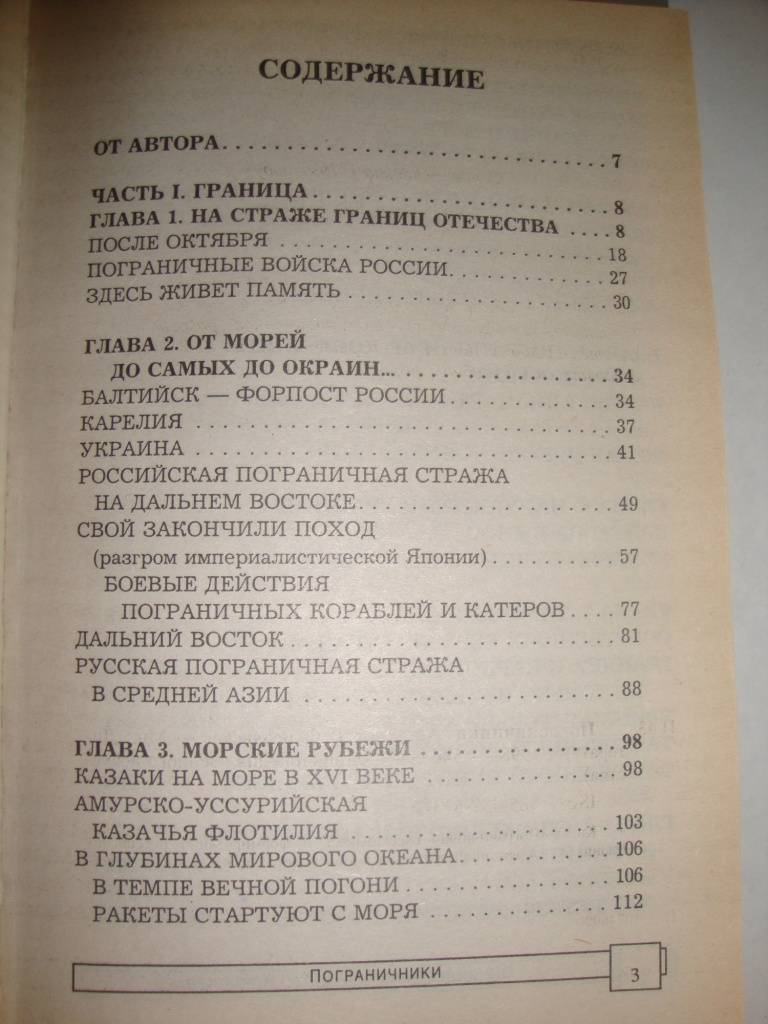 СОДЕРЖАНИЕ
ОТ АВТОРА. . . . . . . . . . . . . . . . . . . . . . . . . . . . . . . 7
ЧАСТЬ I. ГРАНИЦА . . . . . . . . . . . . . . . . . . . . . . . . . 8
ГЛАВА 1. НА СТРАЖЕ ГРАНИЦ ОТЕЧЕСТВА . . . . 8
ПОСЛЕ ОКТЯБРЯ . . . . . . . . . . . . . . . . . . . . . . . . . 18
ПОГРАНИЧНЫЕ ВОЙСКА РОССИИ. . . . . . . . . . . . 27
ЗДЕСЬ ЖИВЕТ ПАМЯТЬ . . . . . . . . . . . . . . . . . . . . 30
ГЛАВА 2. ОТ МОРЕЙ
ДО САМЫХ ДО ОКРАИН... . . . . . . . . . . . . . . . . . 34
БАЛТИЙСК — ФОРПОСТ РОССИИ . . . . . . . . . . . . 34
КАРЕЛИЯ . . . . . . . . . . . . . . . . . . . . . . . . . . . . . . 37
УКРАИНА . . . . . . . . . . . . . . . . . . . . . . . . . . . . . . 41
РОССИЙСКАЯ ПОГРАНИЧНАЯ СТРАЖА
НА ДАЛЬНЕМ ВОСТОКЕ. . . . . . . . . . . . . . . . . . . 49
СВОЙ ЗАКОНЧИЛИ ПОХОД
(разгром империалистической Японии) . . . . . . . . . . 57
БОЕВЫЕ ДЕЙСТВИЯ
ПОГРАНИЧНЫХ КОРАБЛЕЙ И КАТЕРОВ . . . . 77
ДАЛЬНИЙ ВОСТОК . . . . . . . . . . . . . . . . . . . . . . . . 81
РУССКАЯ ПОГРАНИЧНАЯ СТРАЖА
В СРЕДНЕЙ АЗИИ . . . . . . . . . . . . . . . . . . . . . . . 88
ГЛАВА 3. МОРСКИЕ РУБЕЖИ . . . . . . . . . . . . . . . 98
КАЗАКИ НА МОРЕ В XVI ВЕКЕ . . . . . . . . . . . . . . 98
АМУРСКО-УССУРИЙСКАЯ
КАЗАЧЬЯ ФЛОТИЛИЯ . . . . . . . . . . . . . . . . . . . 103
В ГЛУБИНАХ МИРОВОГО ОКЕАНА. . . . . . . . . . . 106
В ТЕМПЕ ВЕЧНОЙ ПОГОНИ . . . . . . . . . . . . . . . 106
РАКЕТЫ СТАРТУЮТ С МОРЯ . . . . . . . . . . . . . . 112
ПОГРАНИЧНИКИ 3